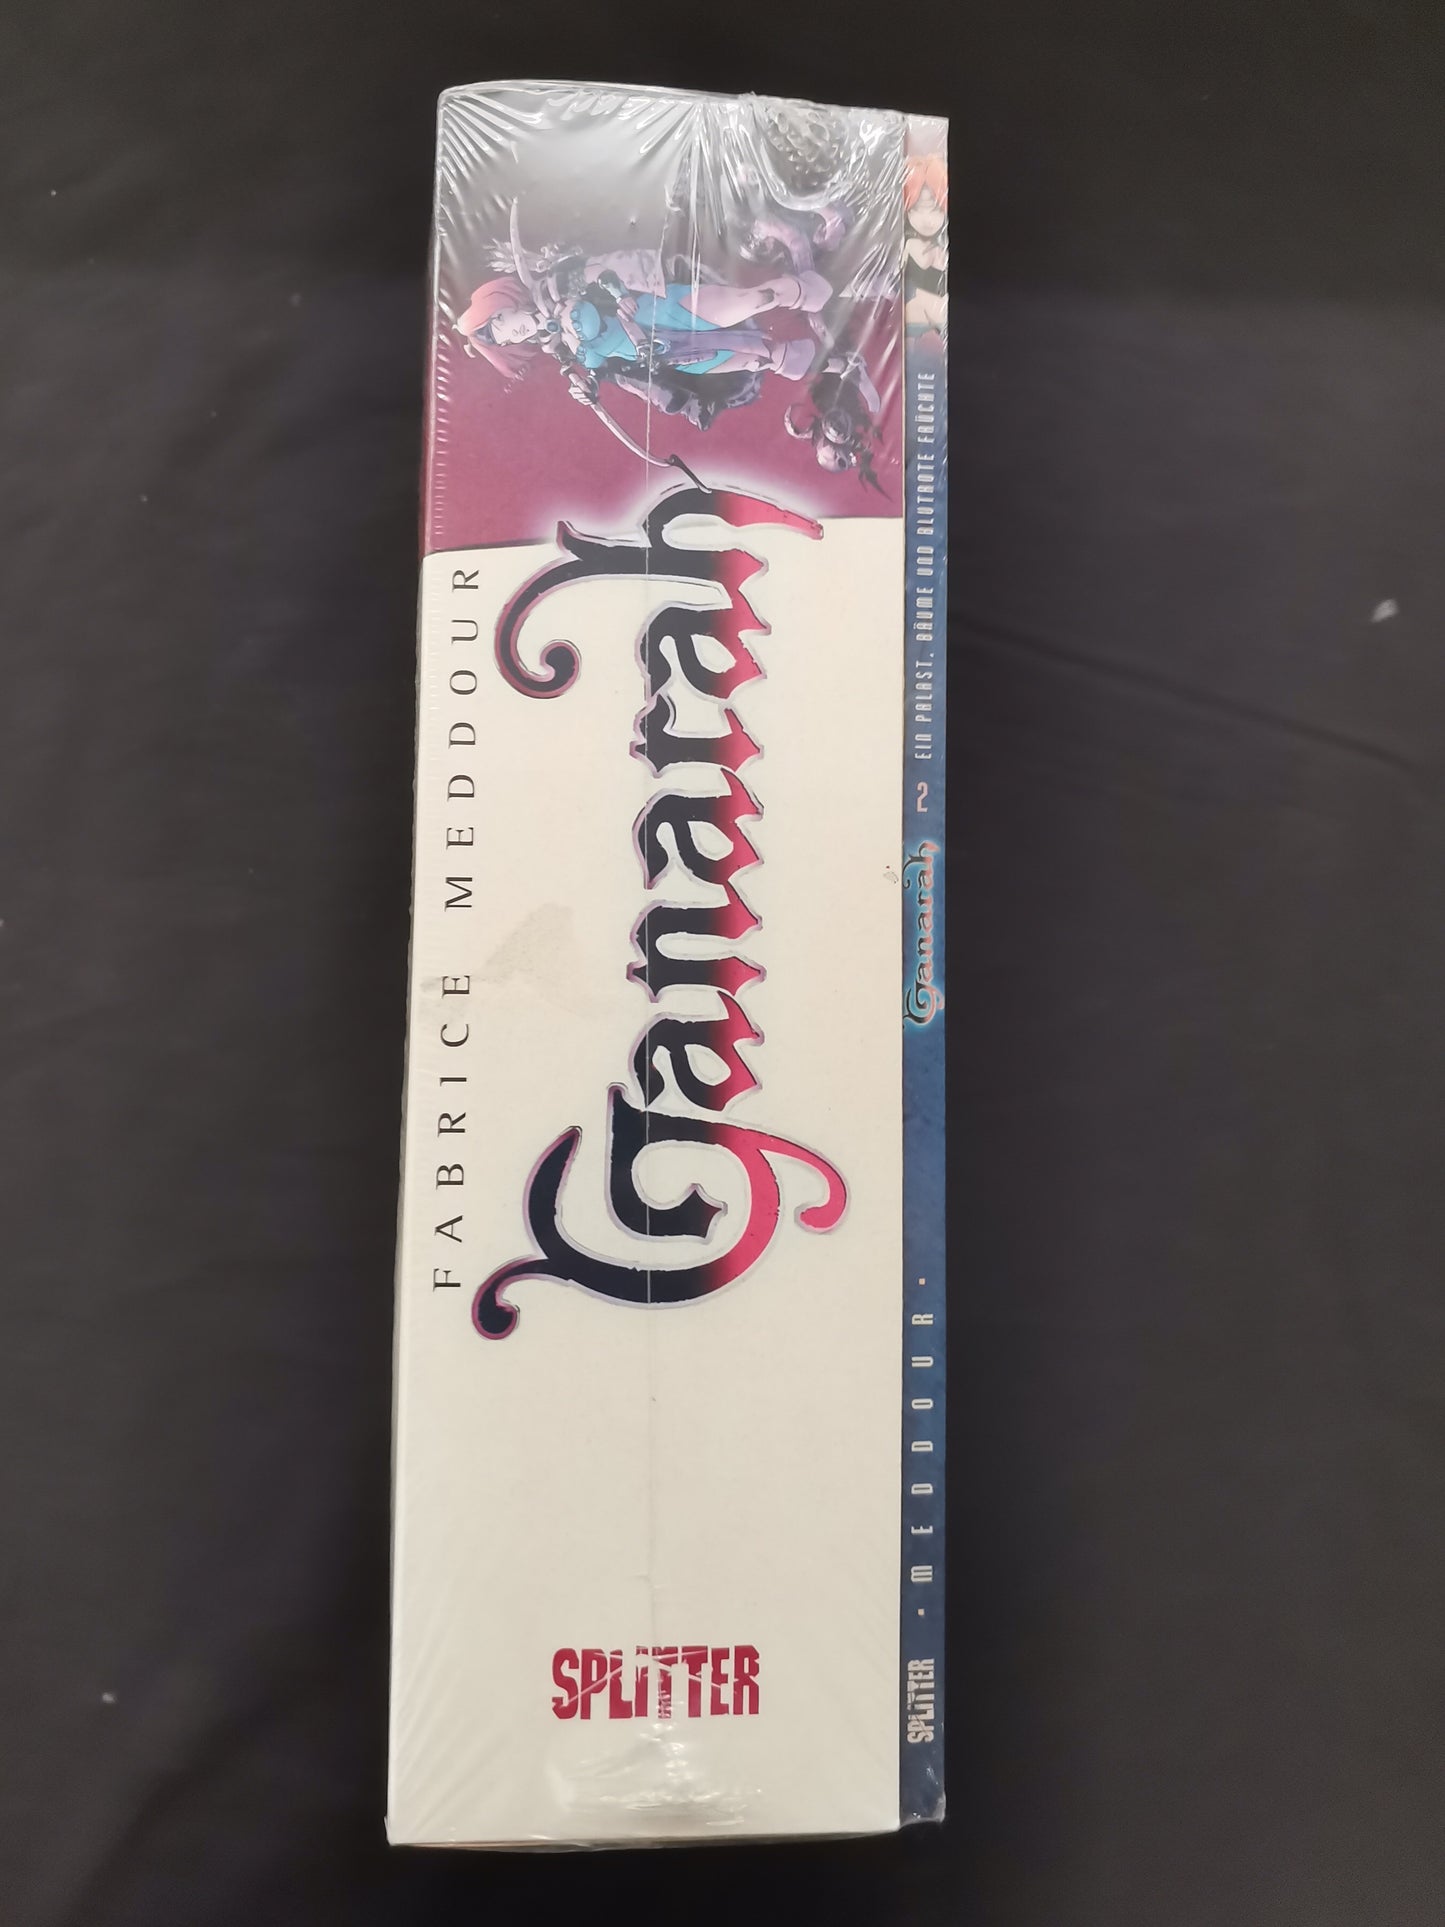 FABRICE MEDDOUR
Ganarah
SPLITTER
SPLITTER · MEDDOUR · Ganarah 2 EIN PALAST, BÄUME UND BLUTROTE FRÜCHTE